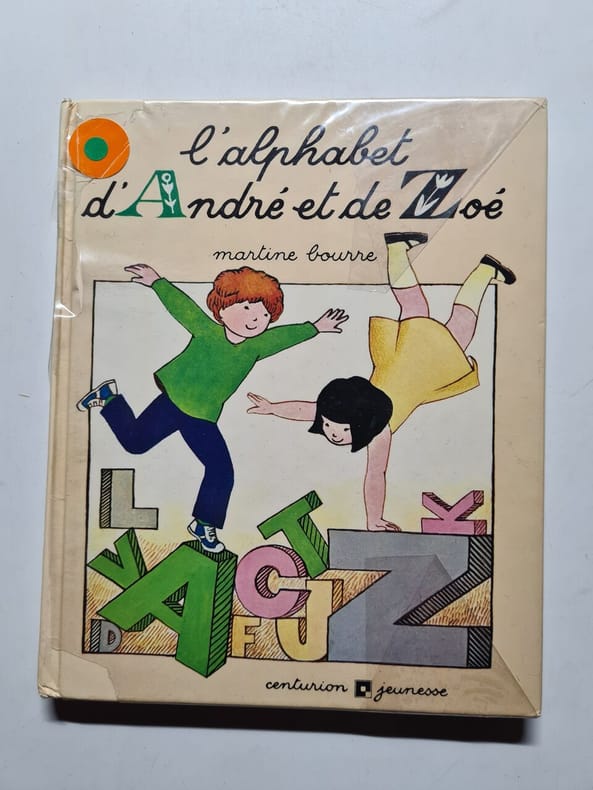 l'alphabet
d'André et de Zoé
martine bourre
L
K
T
V
A
C
Z
D
F
J
centurion jeunesse